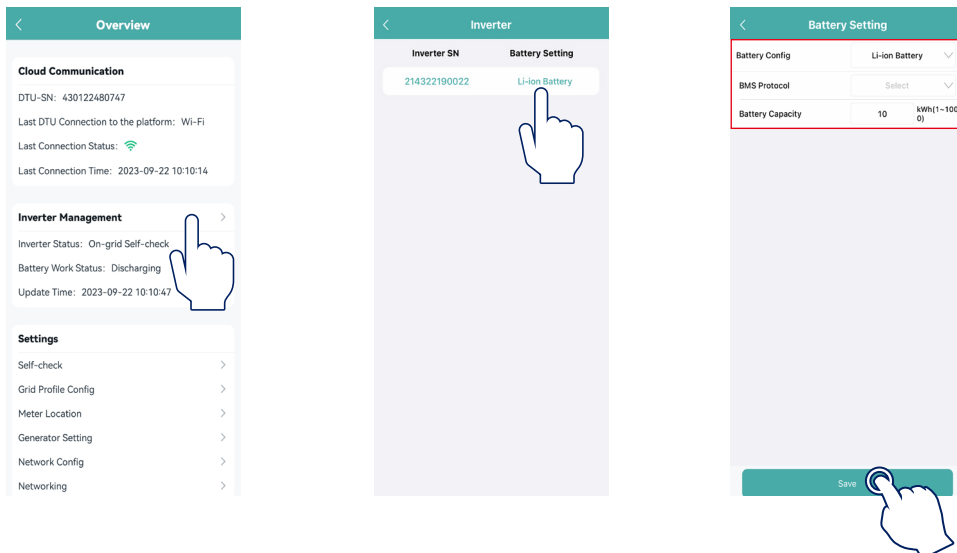 Overview
Cloud Communication
DTU-SN: 430122480747
Last DTU Connection to the platform: Wi-Fi
Last Connection Status:
Last Connection Time: 2023-09-22 10:10:14
Inverter Management
Inverter Status: On-grid Self-check
Battery Work Status: Discharging
Update Time: 2023-09-22 10:10:47
Settings
Self-check
Grid Profile Config
Meter Location
Generator Setting
Network Config
Networking
Inverter
Inverter SN Battery Setting
214322190022 Li-ion Battery
Battery Setting
Battery Config Li-ion Battery
BMS Protocol Select
Battery Capacity 10 kWh(1~100
0)
Save